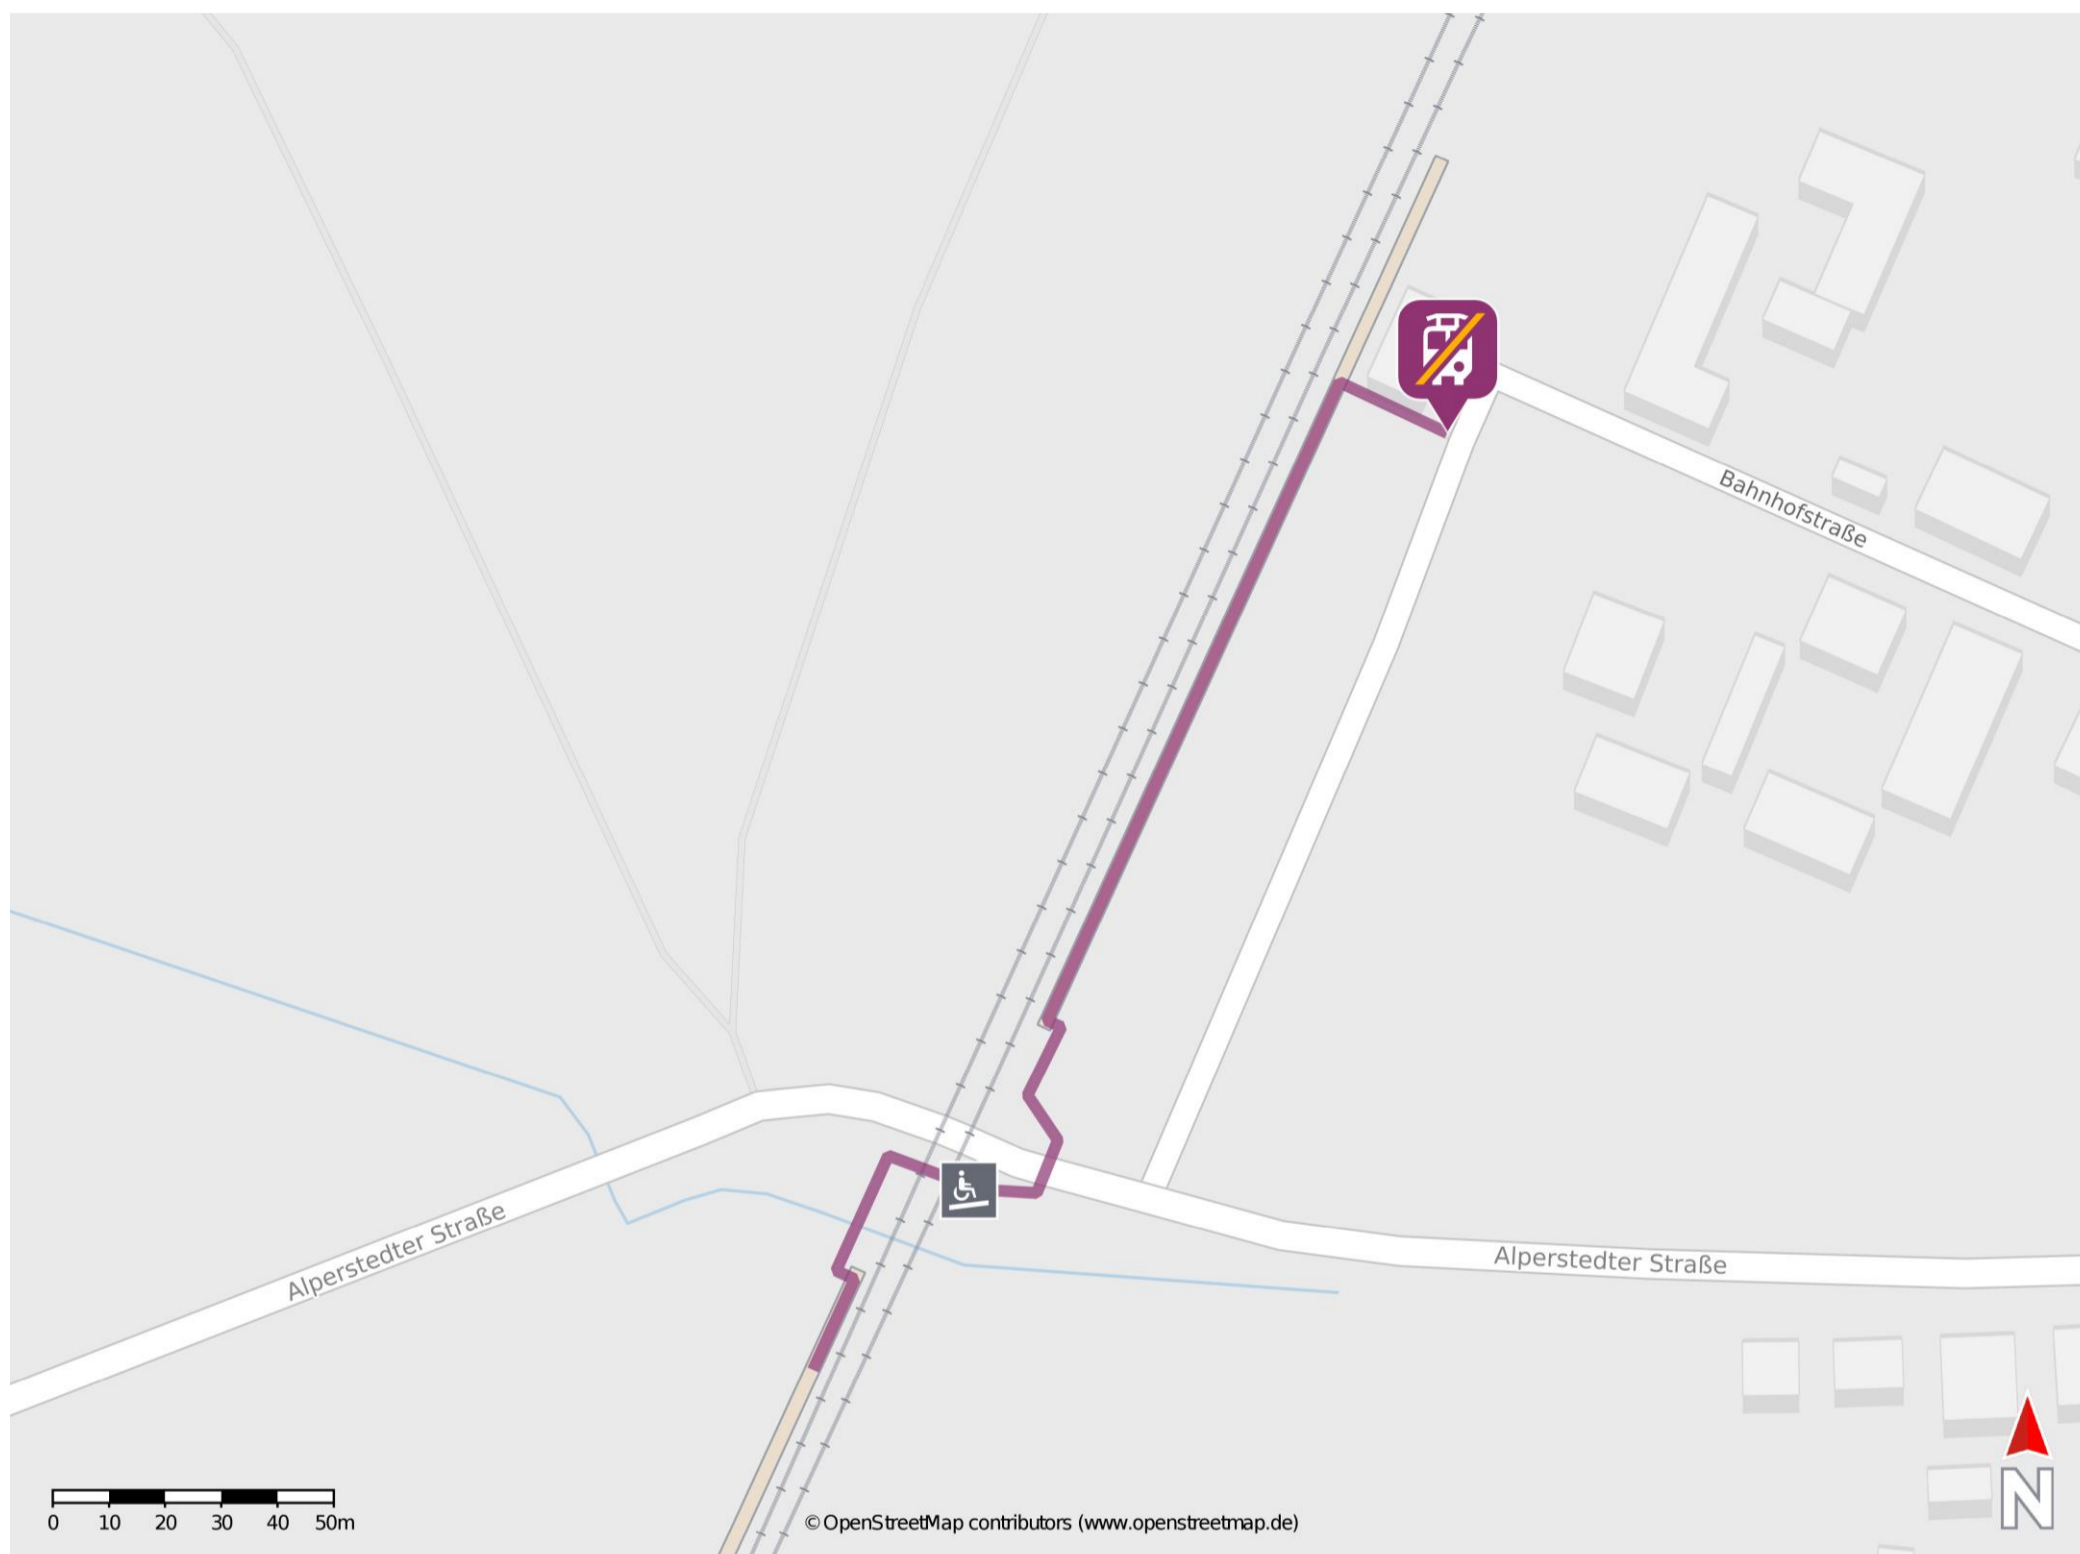 Bahnhofstraße
Alperstedter Straße
Alperstedter Straße
N
0 10 20 30 40 50m
© OpenStreetMap contributors (www.openstreetmap.de)